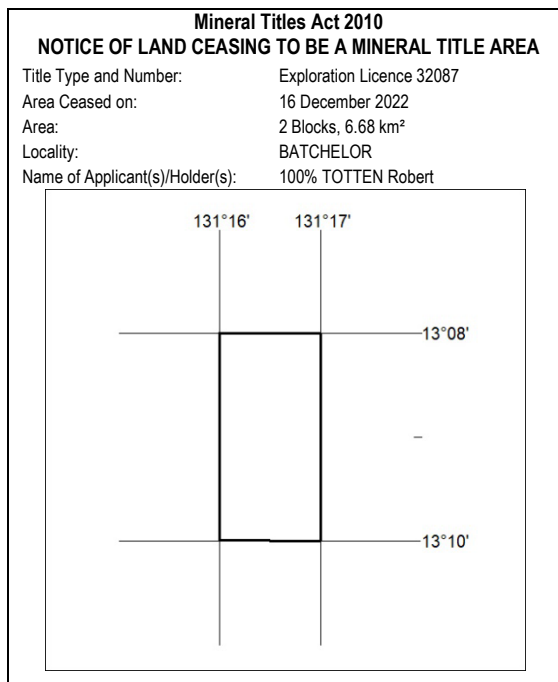 Mineral Titles Act 2010
NOTICE OF LAND CEASING TO BE A MINERAL TITLE AREA
Title Type and Number: Exploration Licence 32087
Area Ceased on: 16 December 2022
Area: 2 Blocks, 6.68 km²
Locality: BATCHELOR
Name of Applicant(s)/Holder(s): 100% TOTTEN Robert
131°16' 131°17'
13°08'
13°10'